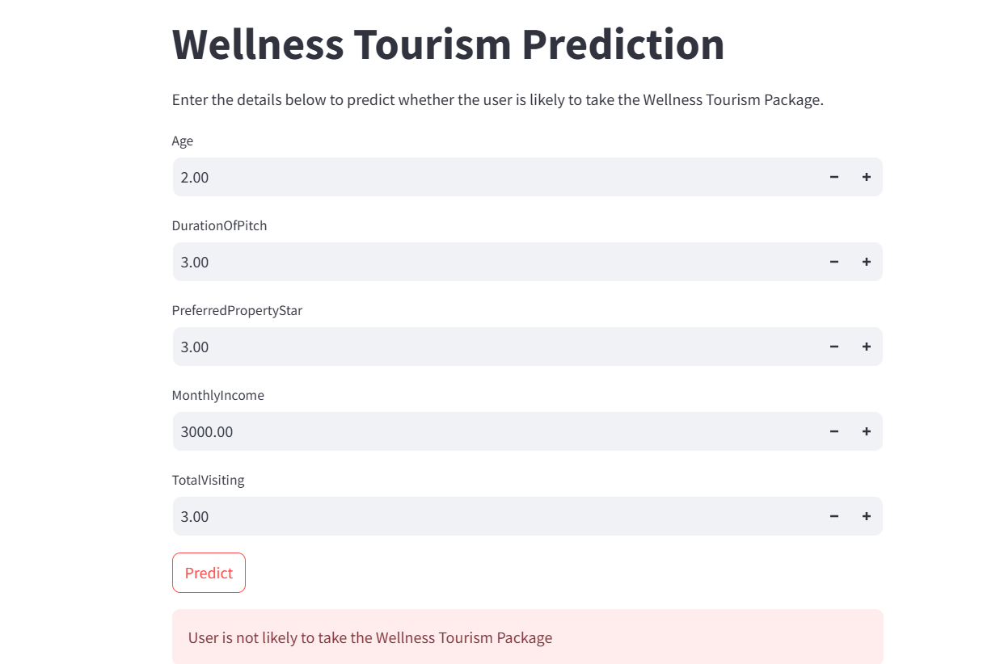 Wellness Tourism Prediction
Enter the details below to predict whether the user is likely to take the Wellness Tourism Package.
Age
2.00
DurationOfPitch
3.00
PreferredPropertyStar
3.00
MonthlyIncome
3000.00
TotalVisiting
3.00
Predict
User is not likely to take the Wellness Tourism Package